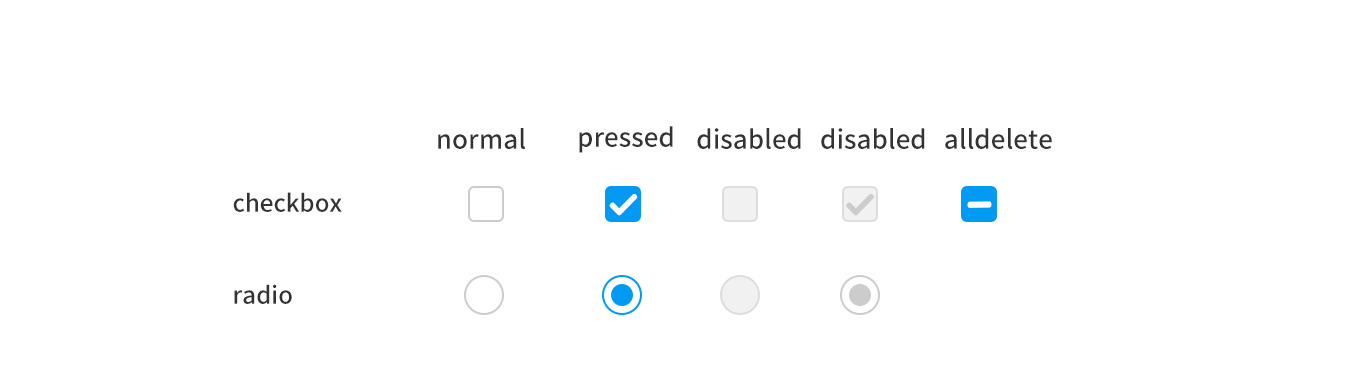 normal pressed disabled disabled alldelete
checkbox
radio